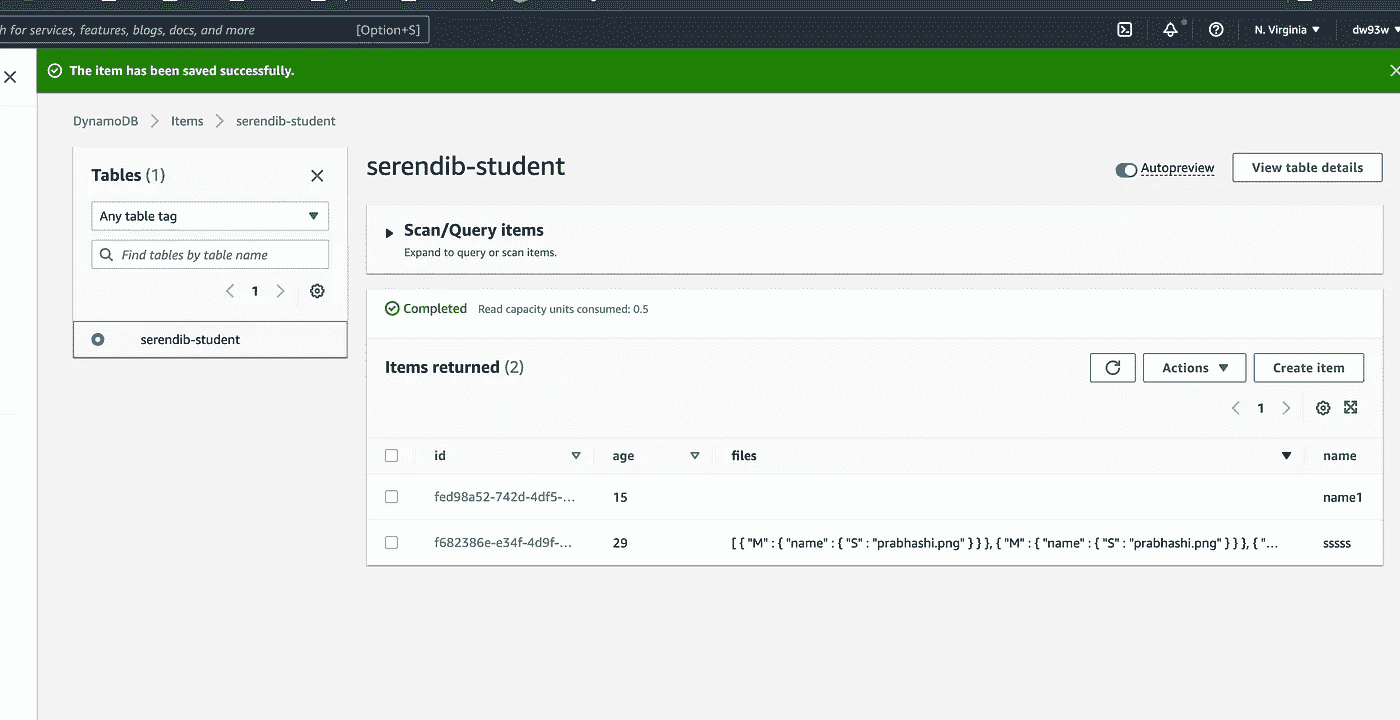 h for services, features, blogs, docs, and more [Option+S] N. Virginia dw93w
The item has been saved successfully.
DynamoDB Items serendib-student
Tables (1)
Any table tag
Find tables by table name
1
serendib-student
serendib-student
Autopreview View table details
Scan/Query items
Expand to query or scan items.
Completed Read capacity units consumed: 0.5
Items returned (2)
Actions Create item
1
id age files name
fed98a52-742d-4df5-... 15 name1
f682386e-e34f-4d9f-... 29 [ { "M" : { "name" : { "S" : "prabhashi.png" } } }, { "M" : { "name" : { "S" : "prabhashi.png" } } }, { "... sssss